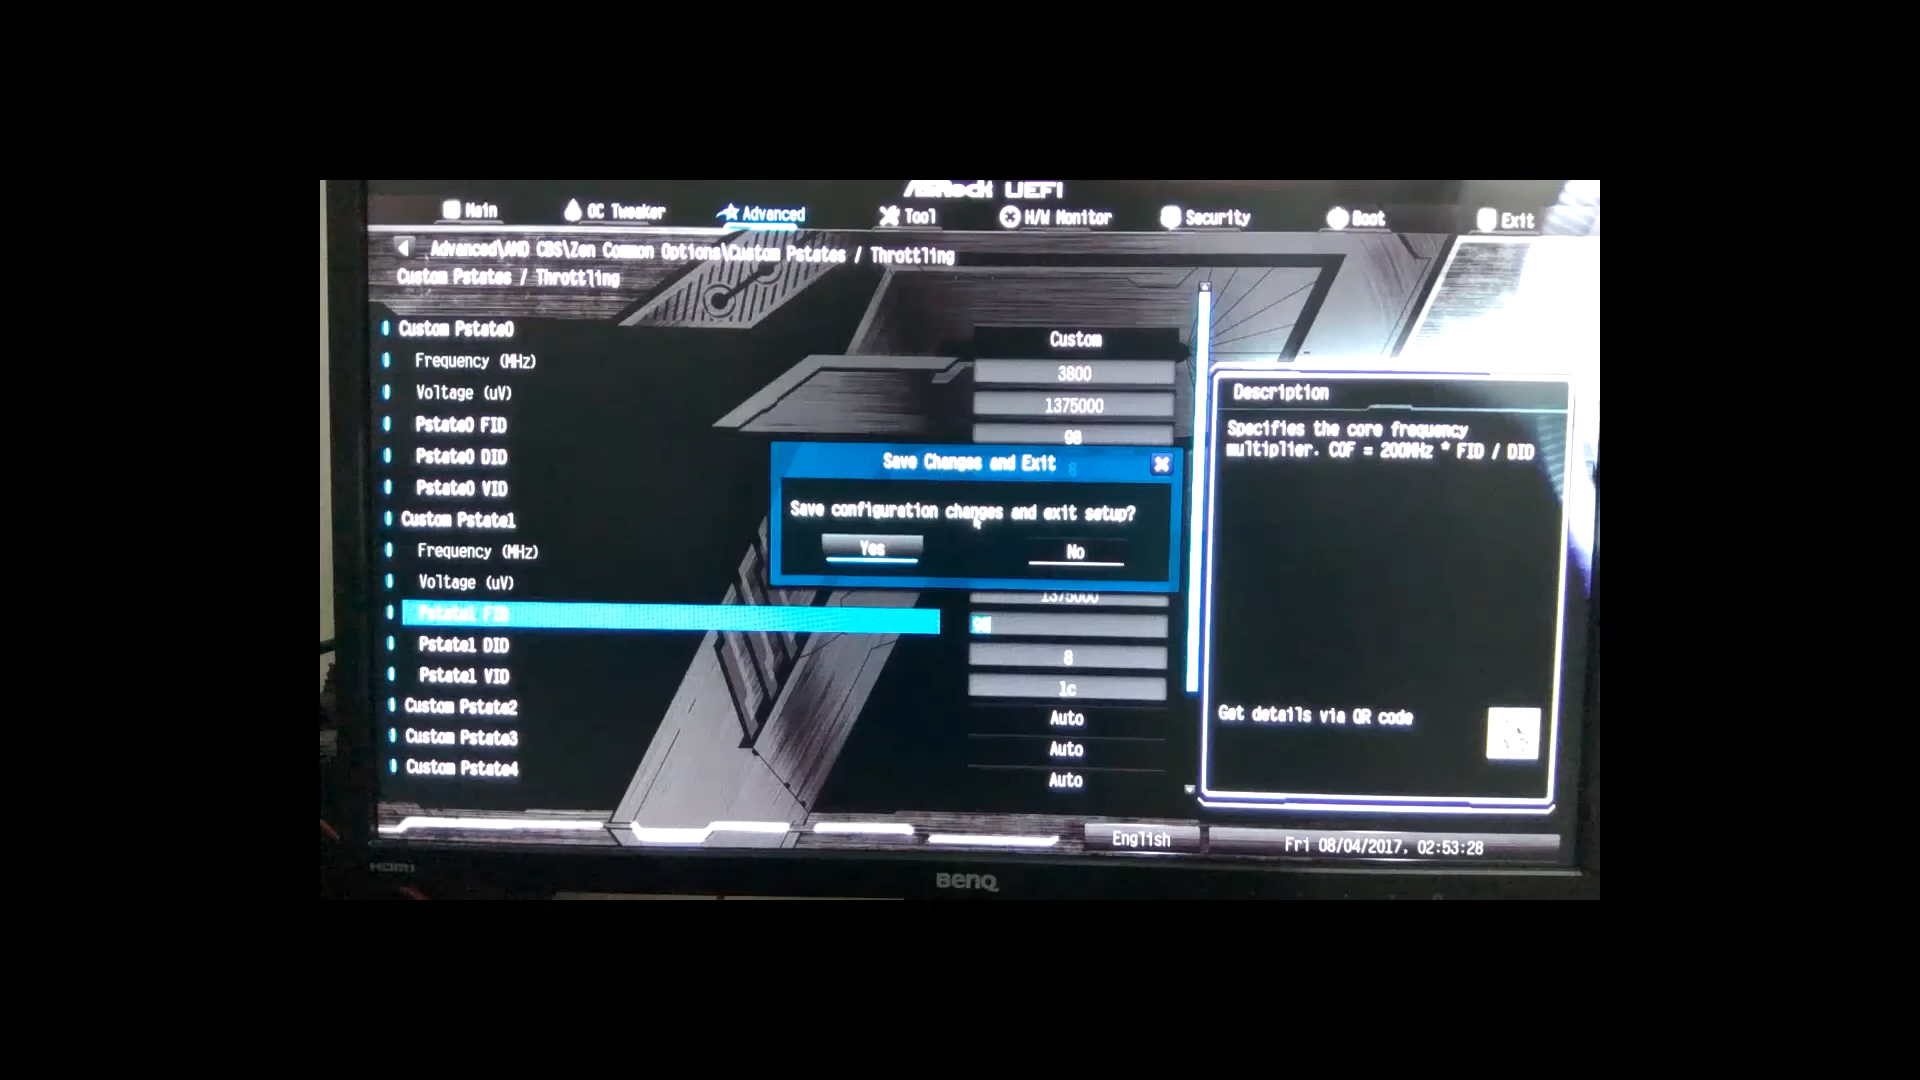 ASRock UEFI
Main OC Tweaker Advanced Tool H/W Monitor Security Boot Exit
Advanced\AMD CBS\Zen Common Options\Custom Pstates / Throttling
Custom Pstates / Throttling
Custom Pstate0 Custom
Frequency (MHz) 3800
Voltage (uV) 1375000
Pstate0 FID 98
Pstate0 DID 8
Pstate0 VID
Custom Pstate1
Frequency (MHz)
Voltage (uV) 1375000
Pstate1 FID
Pstate1 DID 8
Pstate1 VID 1c
Custom Pstate2 Auto
Custom Pstate3 Auto
Custom Pstate4 Auto
Save Changes and Exit
Save configuration changes and exit setup?
Yes No
Description
Specifies the core frequency
multiplier. COF = 200MHz * FID / DID
Get details via QR code
English Fri 08/04/2017, 02:53:28
HDMI
BenQ